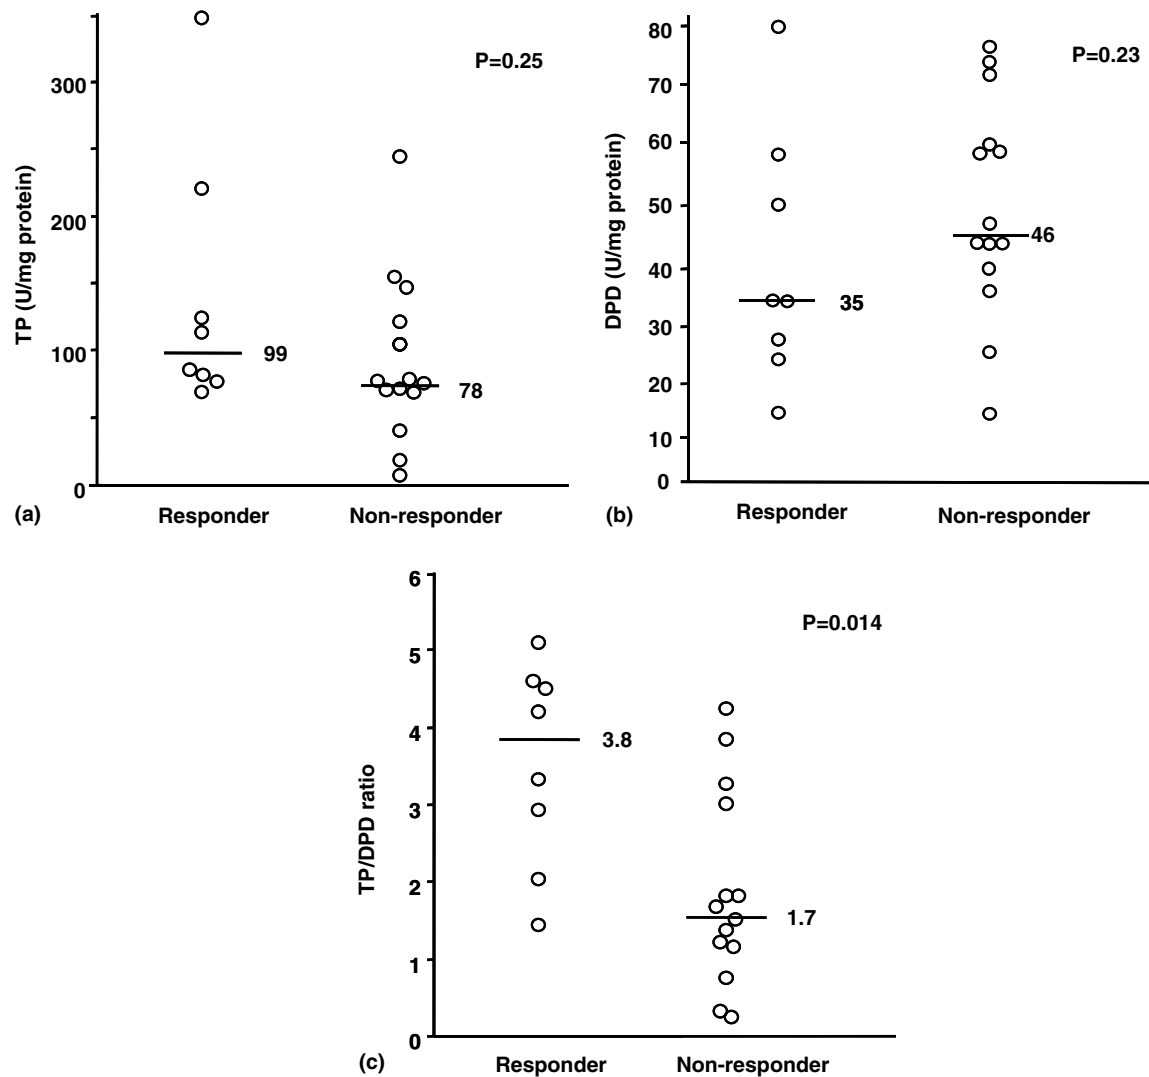 P=0.25
TP (U/mg protein)
300
200
100
0
99
78
(a)
Responder
Non-responder
P=0.23
DPD (U/mg protein)
80
70
60
50
40
30
20
10
0
35
46
(b)
Responder
Non-responder
P=0.014
TP/DPD ratio
6
5
4
3
2
1
0
3.8
1.7
(c)
Responder
Non-responder